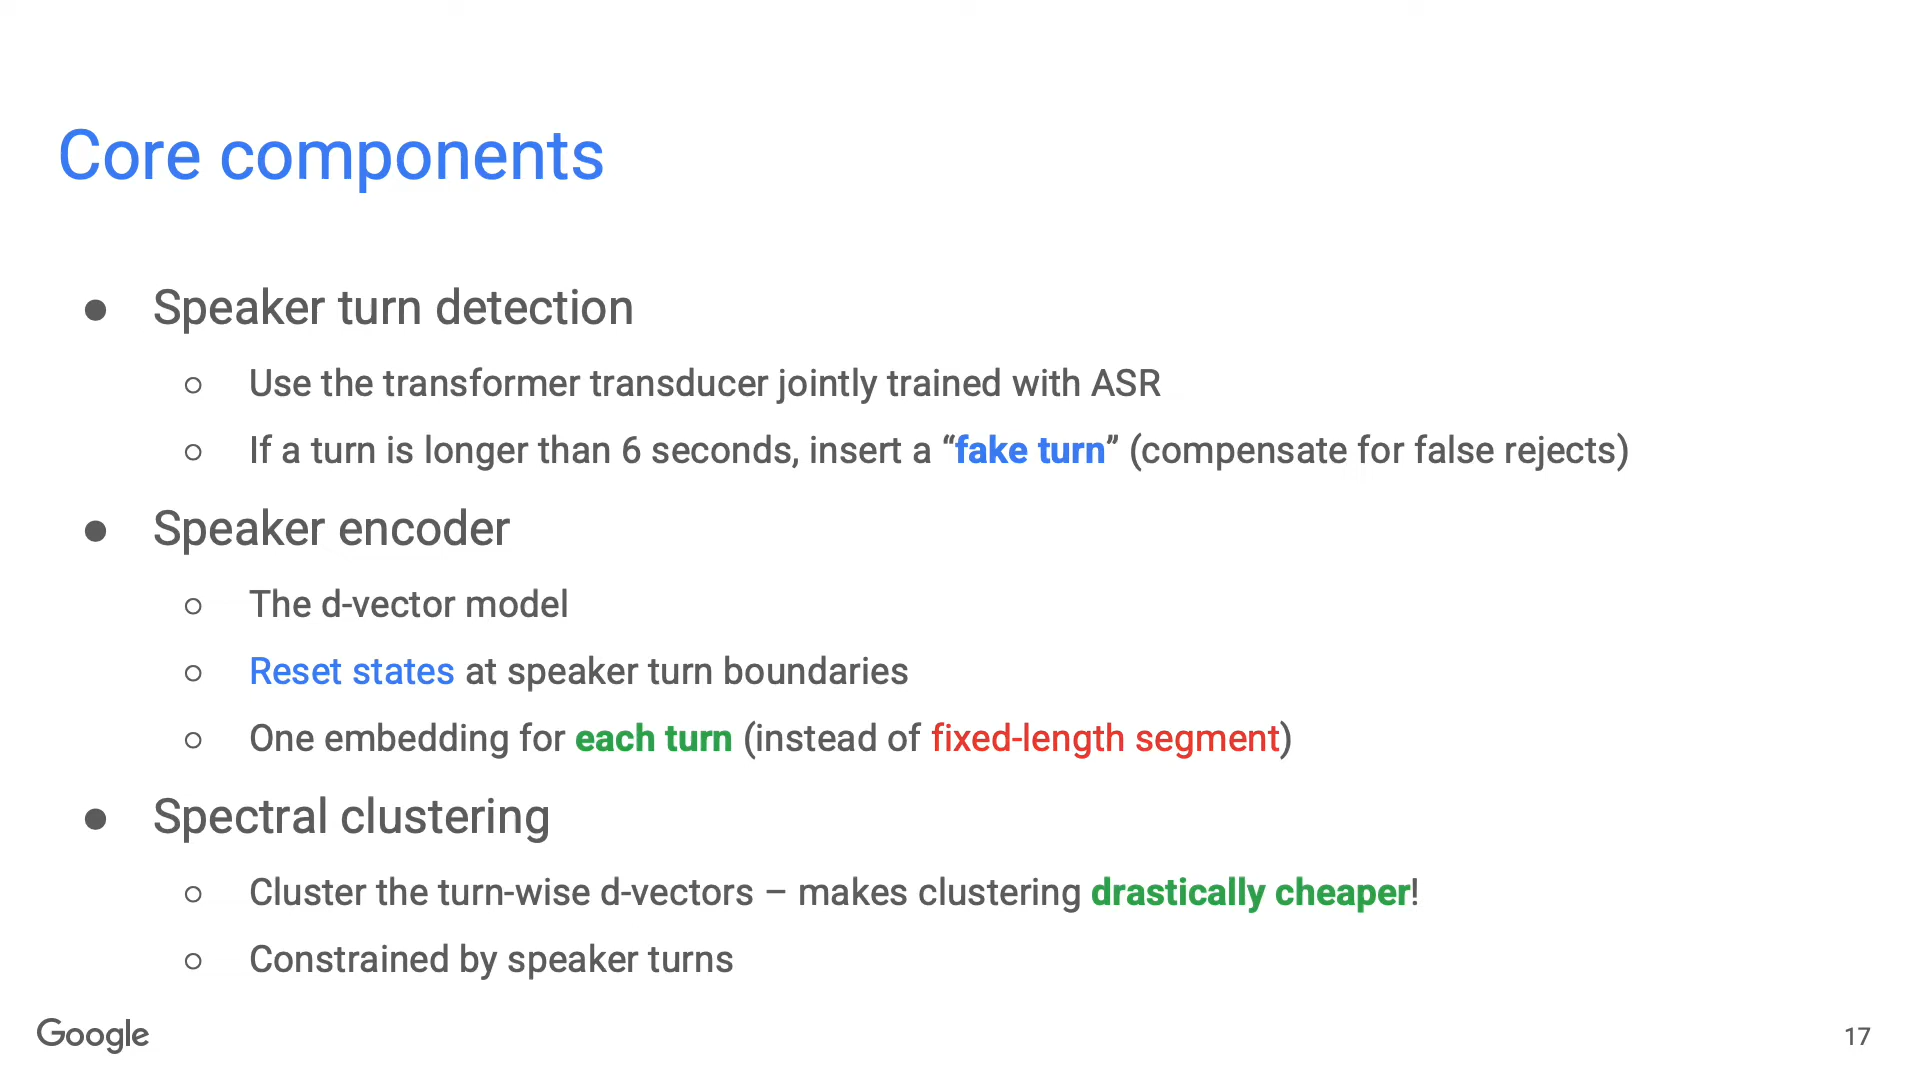 Core components
● Speaker turn detection
○ Use the transformer transducer jointly trained with ASR
○ If a turn is longer than 6 seconds, insert a “fake turn” (compensate for false rejects)
● Speaker encoder
○ The d-vector model
○ Reset states at speaker turn boundaries
○ One embedding for each turn (instead of fixed-length segment)
● Spectral clustering
○ Cluster the turn-wise d-vectors – makes clustering drastically cheaper!
○ Constrained by speaker turns
Google
17